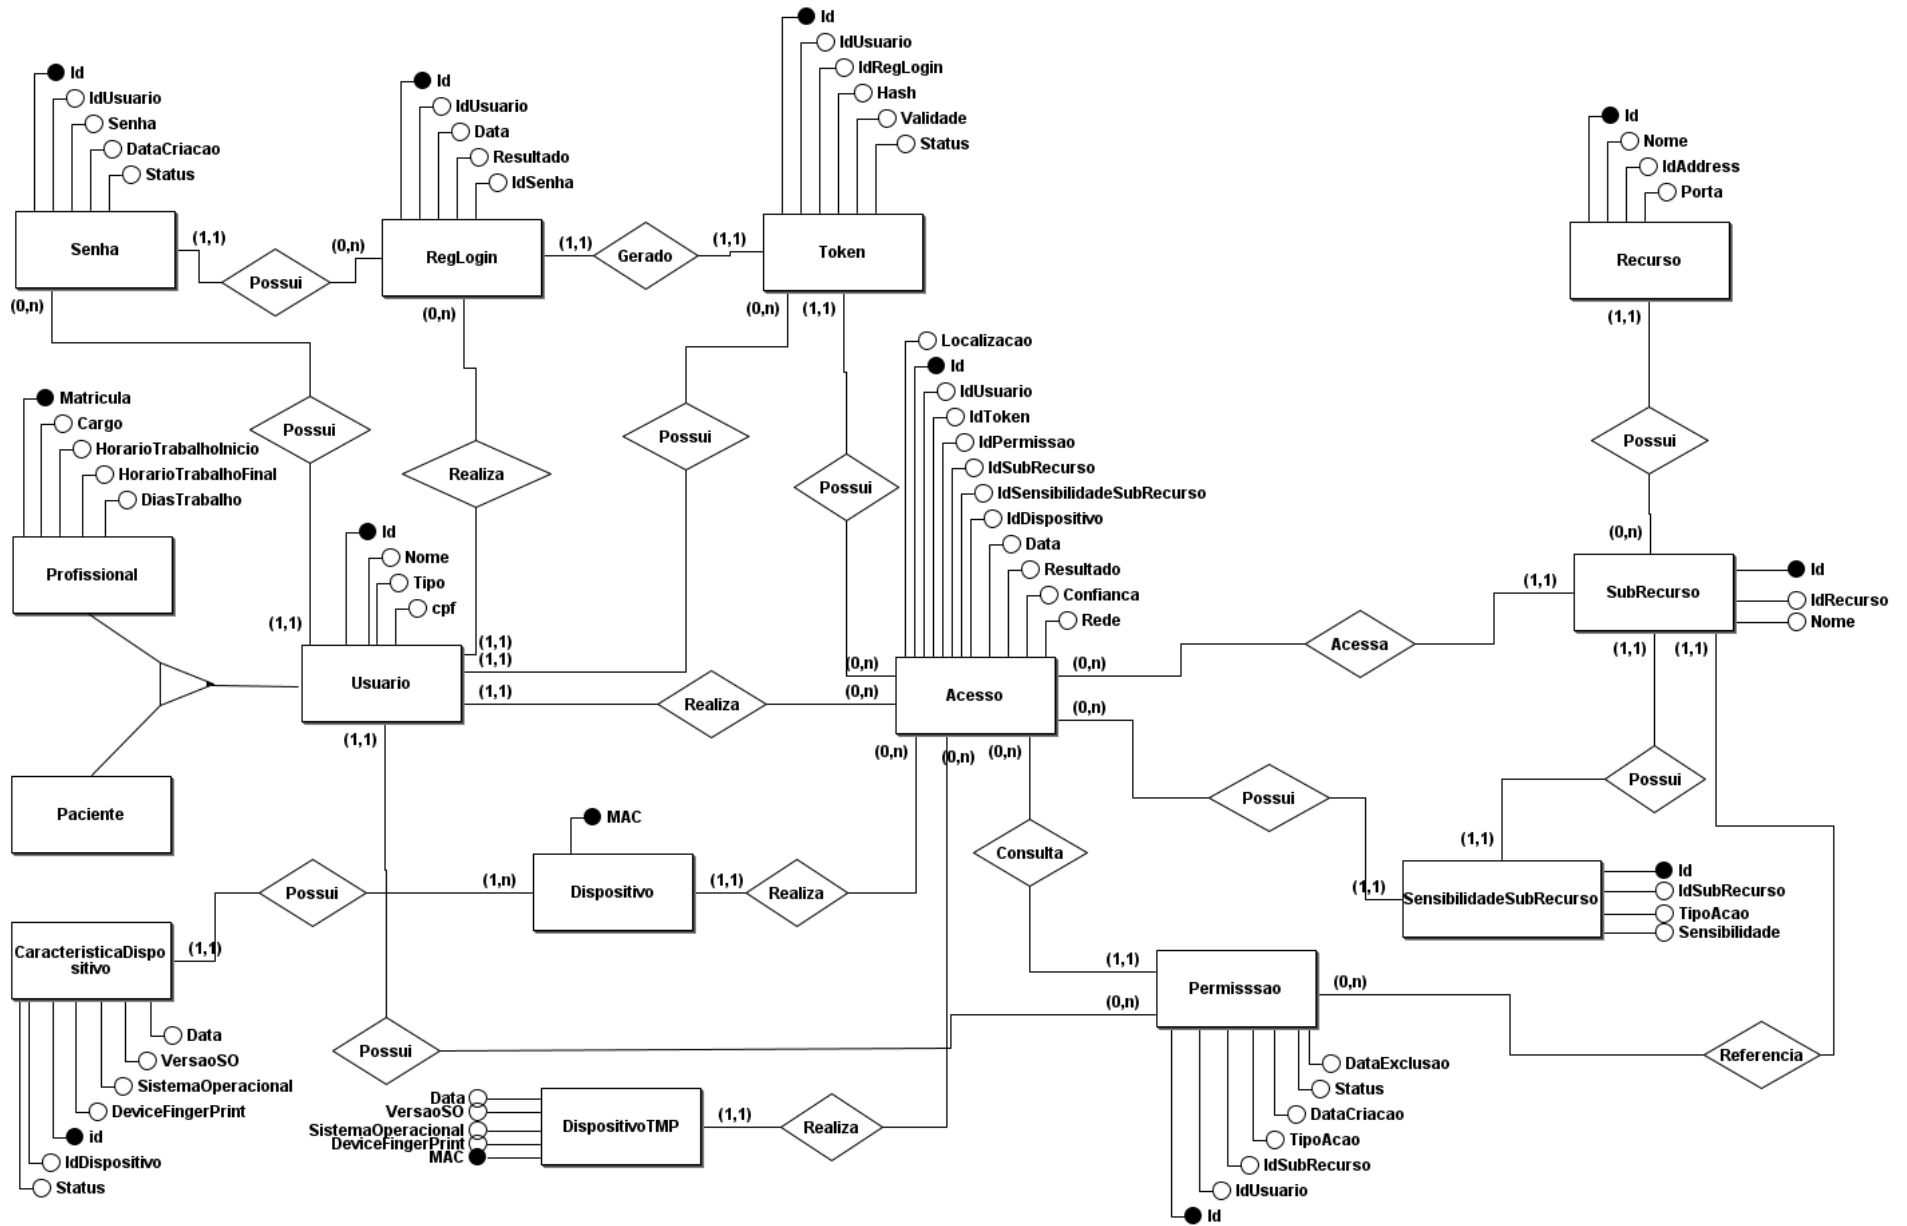 Id
IdUsuario
Senha
DataCriacao
Status
Senha
(1,1)
(0,n)
Possui
(0,n)
Id
IdUsuario
Data
Resultado
IdSenha
RegLogin
(1,1)
(0,n)
Gerado
(1,1)
Id
IdUsuario
IdRegLogin
Hash
Validade
Status
Token
(0,n)
(1,1)
Id
Nome
IdAddress
Porta
Recurso
(1,1)
Possui
(0,n)
Matricula
Cargo
HorarioTrabalhoInicio
HorarioTrabalhoFinal
DiasTrabalho
Profissional
Possui
Realiza
Possui
Possui
Id
Nome
Tipo
cpf
(1,1)
Usuario
(1,1)
(1,1)
(1,1)
(1,1)
Realiza
Localizacao
Id
IdUsuario
IdToken
IdPermissao
IdSubRecurso
IdSensibilidadeSubRecurso
IdDispositivo
Data
Resultado
Confianca
Rede
(0,n)
(0,n)
Acesso
(0,n)
(0,n)
(0,n)
(0,n)
(0,n)
Acessa
(1,1)
SubRecurso
Id
IdRecurso
Nome
(1,1)
(1,1)
Possui
Possui
(1,1)
(1,1)
SensibilidadeSubRecurso
Id
IdSubRecurso
TipoAcao
Sensibilidade
Paciente
MAC
Possui
(1,n)
Dispositivo
(1,1)
Realiza
Consulta
CaracteristicaDispo
sitivo
(1,1)
Data
VersaoSO
SistemaOperacional
DeviceFingerPrint
id
IdDispositivo
Status
Possui
(1,1)
(0,n)
Permisssao
(0,n)
Referencia
Data
VersaoSO
SistemaOperacional
DeviceFingerPrint
MAC
DispositivoTMP
(1,1)
Realiza
DataExclusao
Status
DataCriacao
TipoAcao
IdSubRecurso
IdUsuario
Id